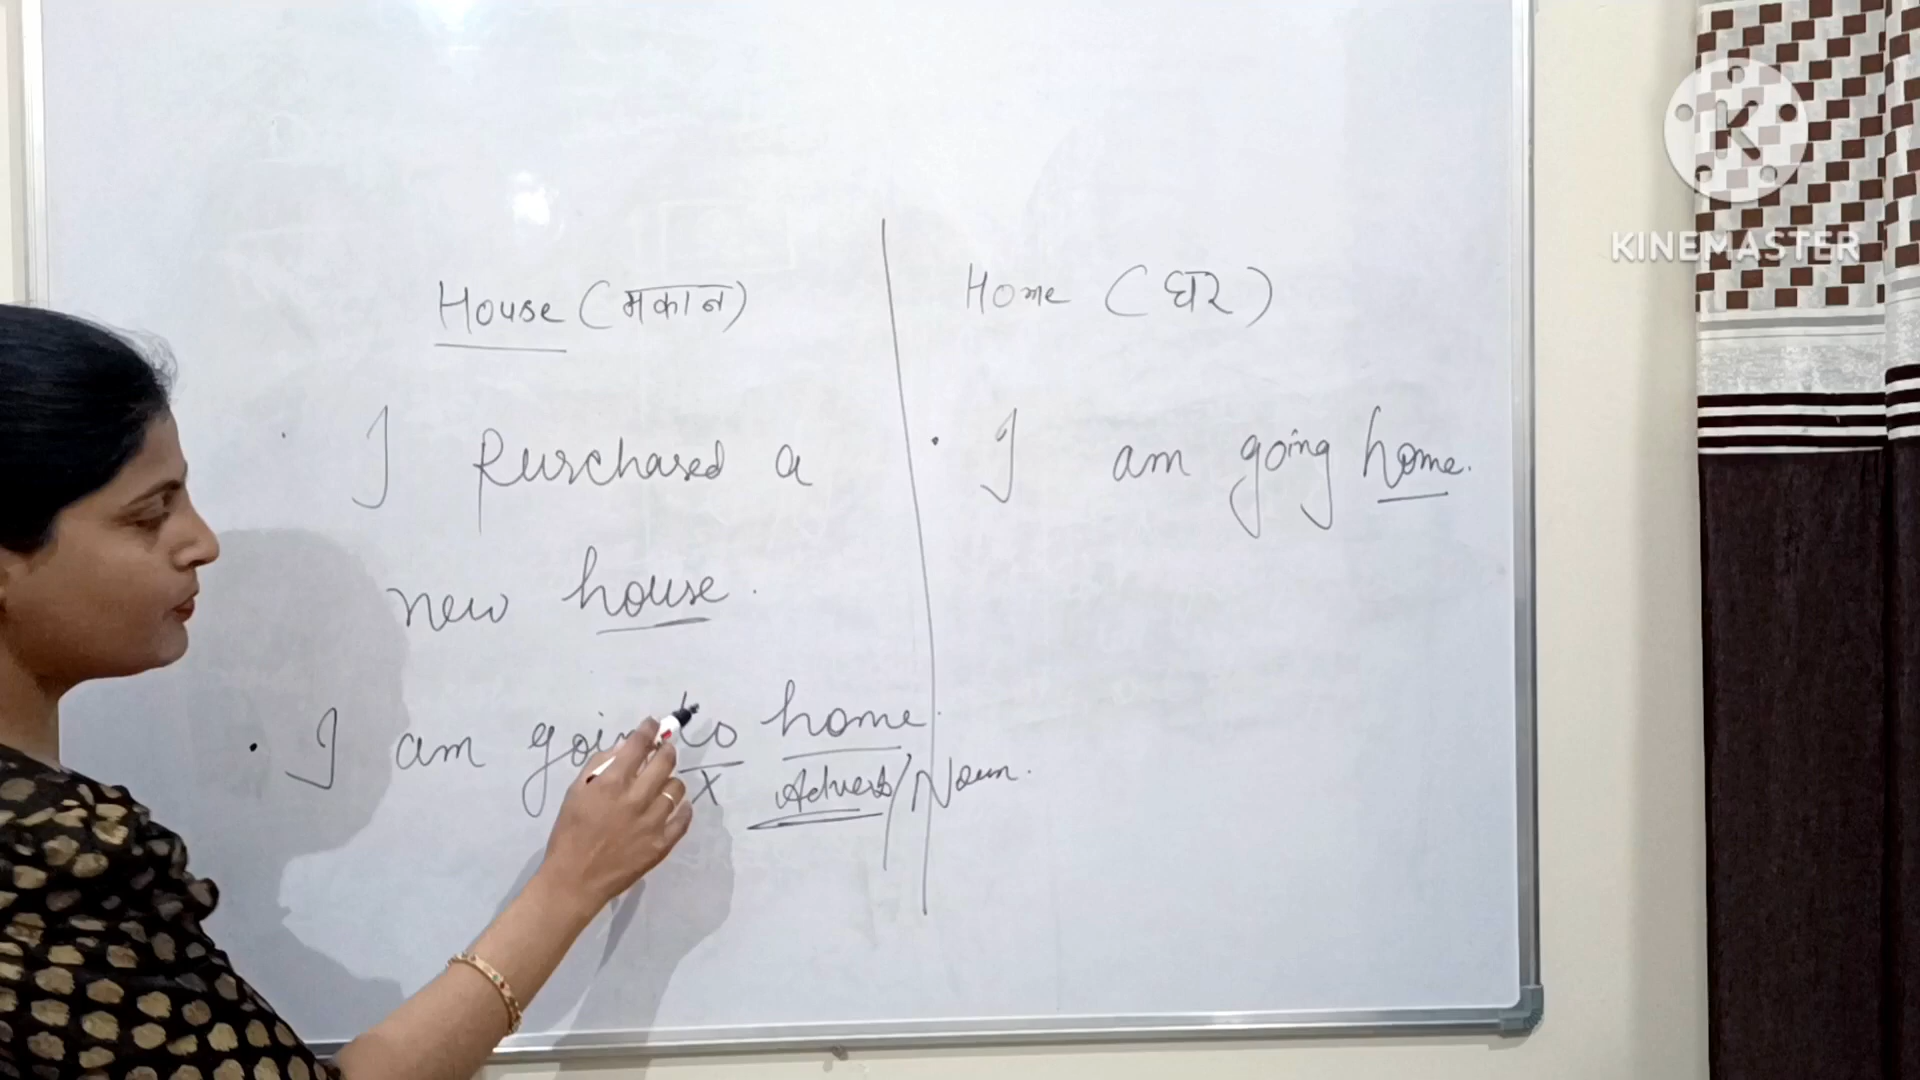 House (मकान)
I Purchased a
new house.
I am going to home.
X Adverb/Noun.
Home (घर)
I am going home.
KINEMASTER